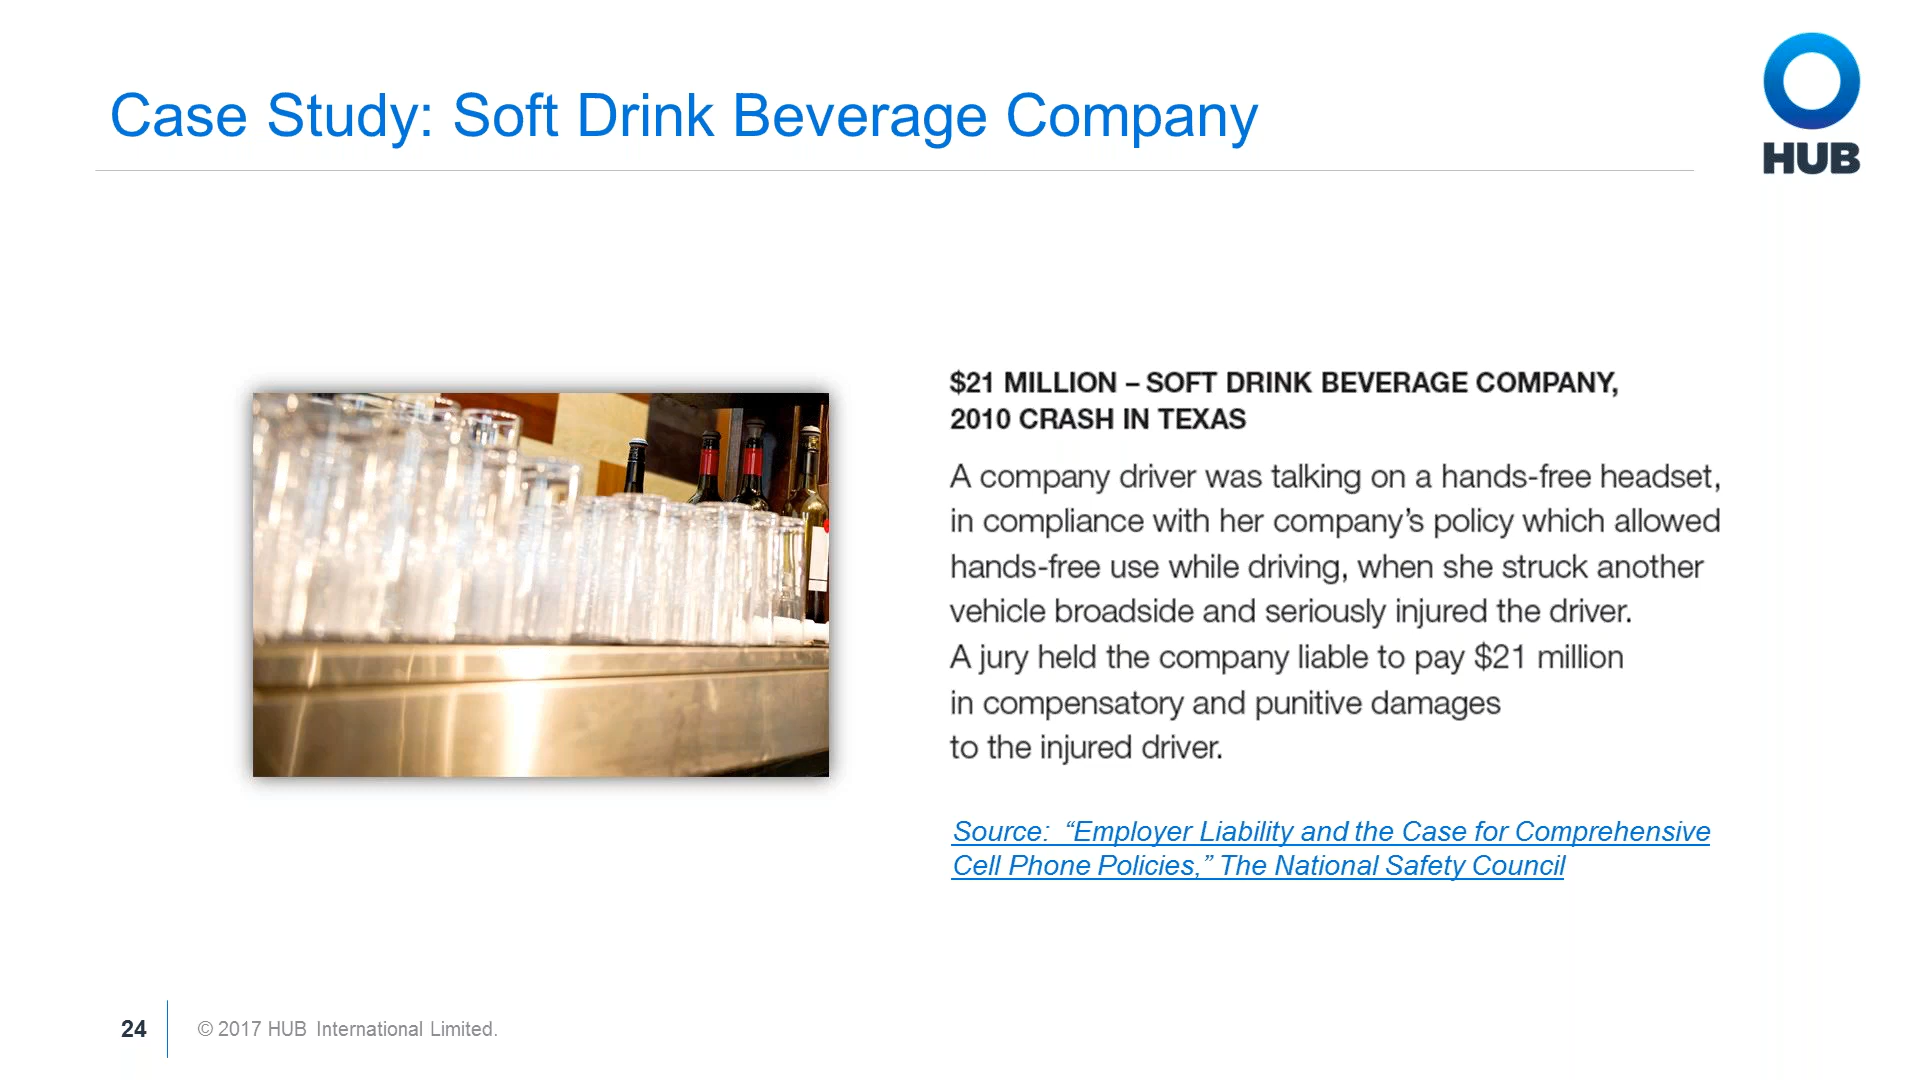 Case Study: Soft Drink Beverage Company
HUB
$21 MILLION – SOFT DRINK BEVERAGE COMPANY,
2010 CRASH IN TEXAS
A company driver was talking on a hands-free headset,
in compliance with her company’s policy which allowed
hands-free use while driving, when she struck another
vehicle broadside and seriously injured the driver.
A jury held the company liable to pay $21 million
in compensatory and punitive damages
to the injured driver.
Source:  “Employer Liability and the Case for Comprehensive
Cell Phone Policies,” The National Safety Council
24
© 2017 HUB International Limited.